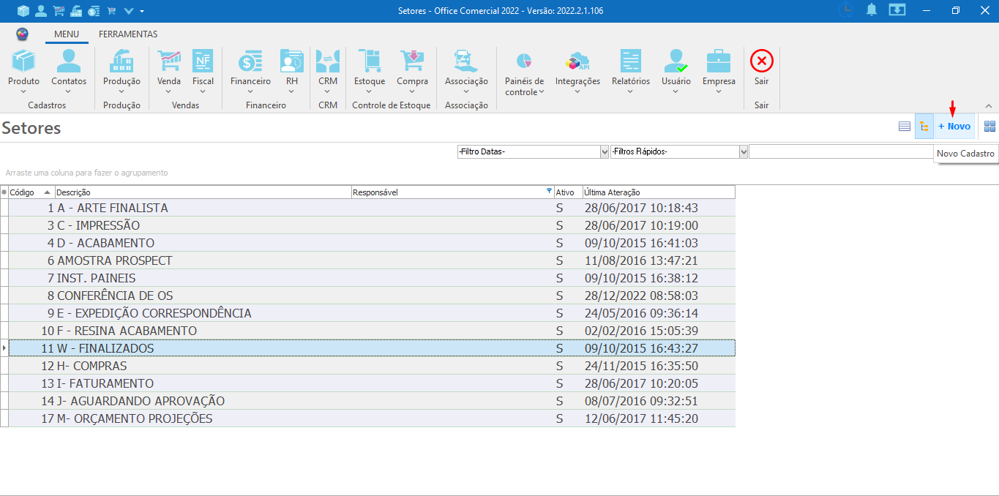 Setores - Office Comercial 2022 - Versão: 2022.2.1.106
MENU FERRAMENTAS
Produto Contatos Produção Venda Fiscal Financeiro RH CRM Estoque Compra Associação Painéis de controle Integrações Relatórios Usuário Empresa Sair
NF
API
Cadastros Produção Vendas Financeiro CRM Controle de Estoque Associação Sair
Setores
+ Novo
-Filtro Datas- -Filtros Rápidos-
Novo Cadastro
Arraste uma coluna para fazer o agrupamento
Código Descrição Responsável Ativo Última Ateração
1 A - ARTE FINALISTA S 28/06/2017 10:18:43
3 C - IMPRESSÃO S 28/06/2017 10:19:00
4 D - ACABAMENTO S 09/10/2015 16:41:03
6 AMOSTRA PROSPECT S 11/08/2016 13:47:21
7 INST. PAINEIS S 09/10/2015 16:38:12
8 CONFERÊNCIA DE OS S 28/12/2022 08:58:03
9 E - EXPEDIÇÃO CORRESPONDÊNCIA S 24/05/2016 09:36:14
10 F - RESINA ACABAMENTO S 02/02/2016 15:05:39
11 W - FINALIZADOS S 09/10/2015 16:43:27
12 H- COMPRAS S 24/11/2015 16:35:50
13 I- FATURAMENTO S 28/06/2017 10:20:05
14 J- AGUARDANDO APROVAÇÃO S 08/07/2016 09:32:51
17 M- ORÇAMENTO PROJEÇÕES S 12/06/2017 11:45:20